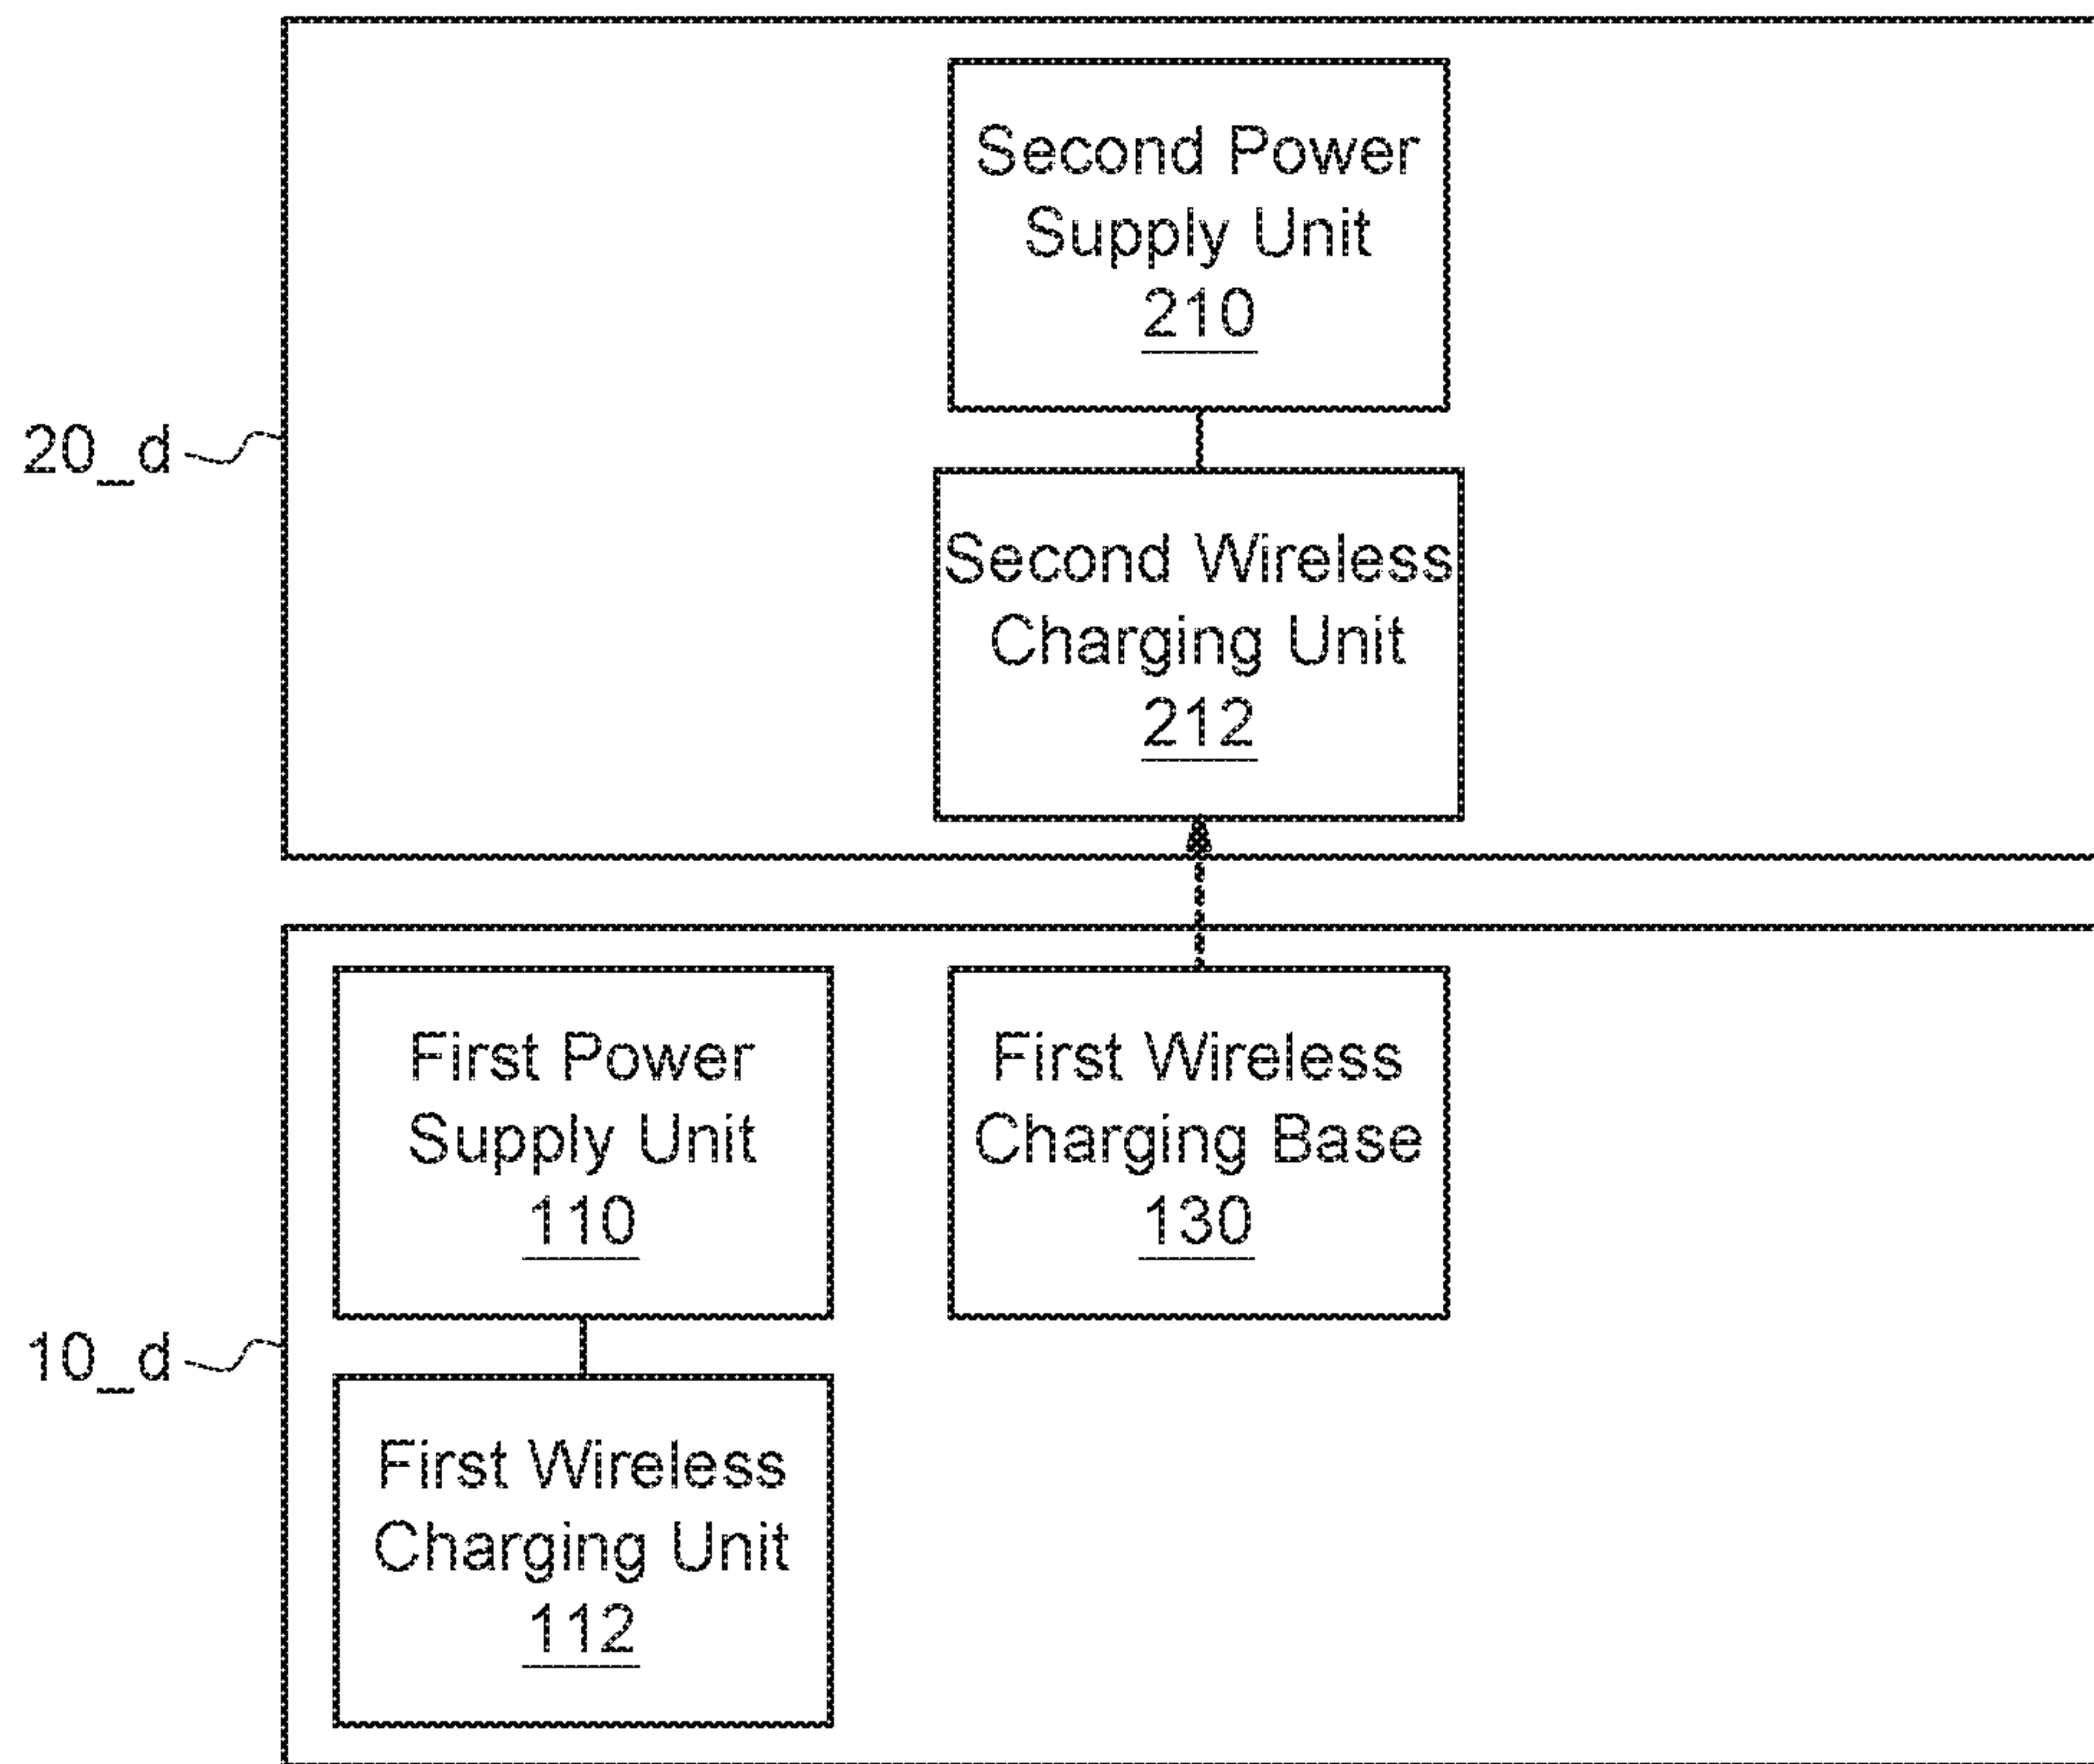 Second Power
Supply Unit
210
20_d
Second Wireless
Charging Unit
212
First Power
Supply Unit
110
First Wireless
Charging Base
130
10_d
First Wireless
Charging Unit
112